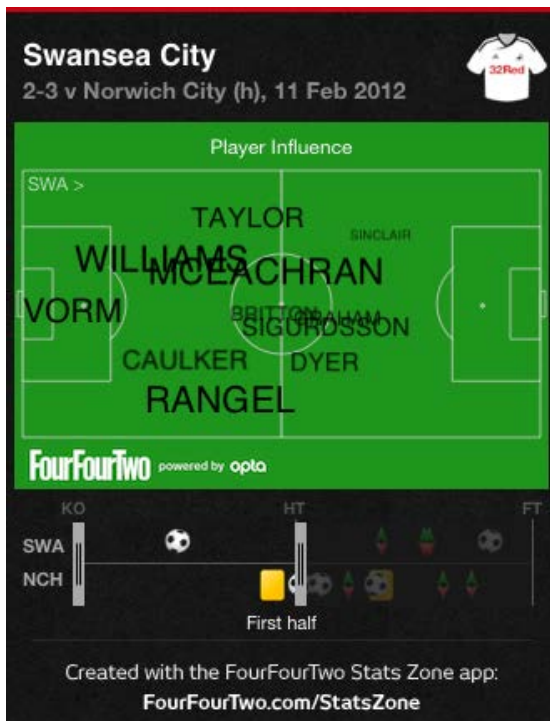 Swansea City
2-3 v Norwich City (h), 11 Feb 2012
32Red
Player Influence
SWA >
TAYLOR
SINCLAIR
WILLIAMS
MCEACHRAN
VORM
BRITTON
GRAHAM
SIGURDSSON
CAULKER
DYER
RANGEL
FourFourTwo powered by opta
KO HT FT
SWA
NCH
First half
Created with the FourFourTwo Stats Zone app:
FourFourTwo.com/StatsZone